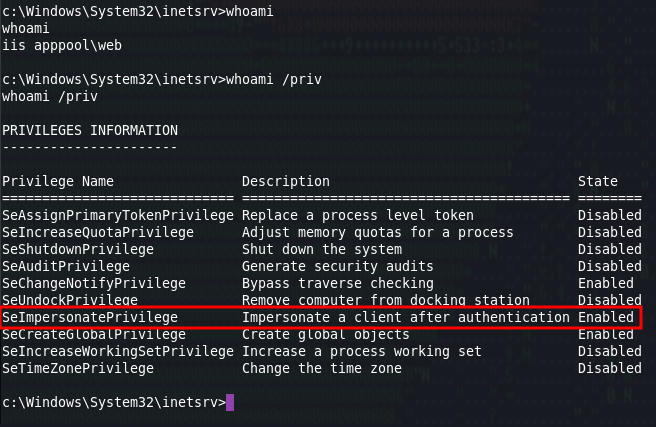 c:\Windows\System32\inetsrv>whoami
whoami
iis apppool\web
c:\Windows\System32\inetsrv>whoami /priv
whoami /priv
PRIVILEGES INFORMATION
----------------------
Privilege Name Description State
============================= ========================================= ========
SeAssignPrimaryTokenPrivilege Replace a process level token Disabled
SeIncreaseQuotaPrivilege Adjust memory quotas for a process Disabled
SeShutdownPrivilege Shut down the system Disabled
SeAuditPrivilege Generate security audits Disabled
SeChangeNotifyPrivilege Bypass traverse checking Enabled
SeUndockPrivilege Remove computer from docking station Disabled
SeImpersonatePrivilege Impersonate a client after authentication Enabled
SeCreateGlobalPrivilege Create global objects Enabled
SeIncreaseWorkingSetPrivilege Increase a process working set Disabled
SeTimeZonePrivilege Change the time zone Disabled
c:\Windows\System32\inetsrv>